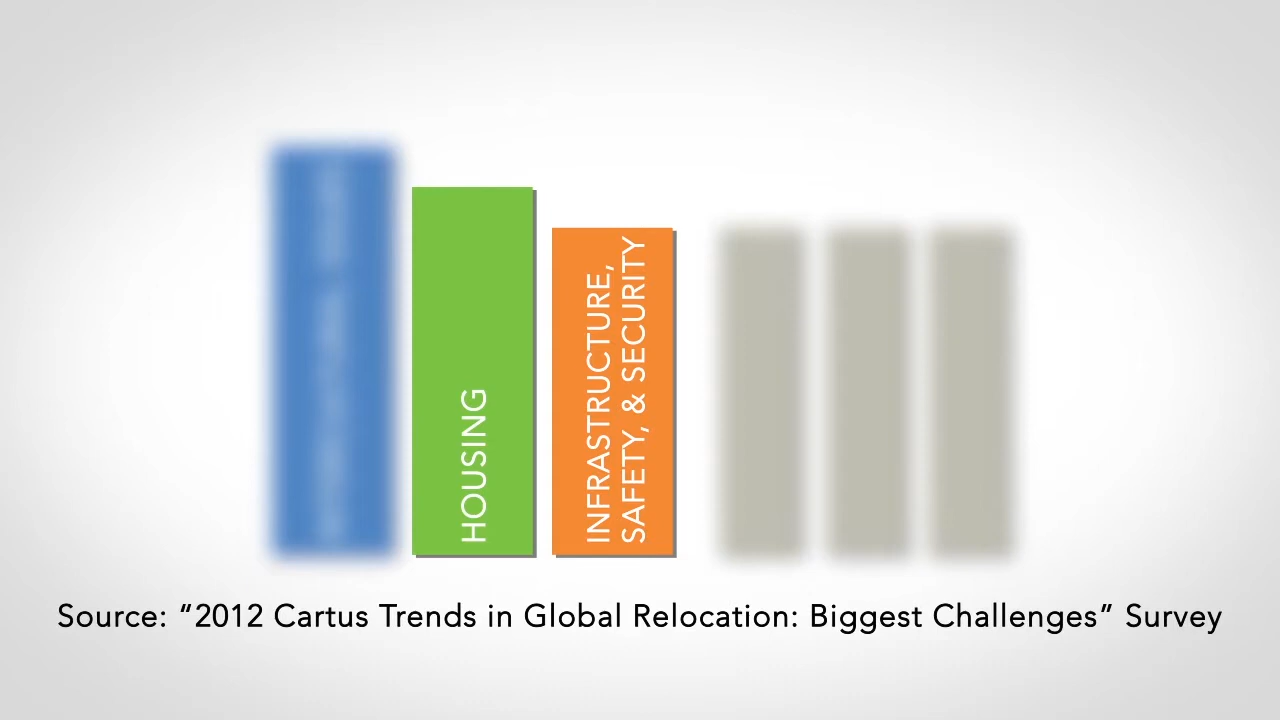 HOUSING
INFRASTRUCTURE,
SAFETY, & SECURITY
Source: “2012 Cartus Trends in Global Relocation: Biggest Challenges” Survey